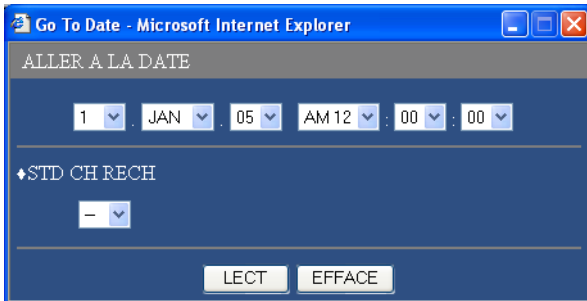 Go To Date - Microsoft Internet Explorer
ALLER A LA DATE
1 . JAN . 05 AM 12 : 00 : 00
♦STD CH RECH
--
LECT EFFACE